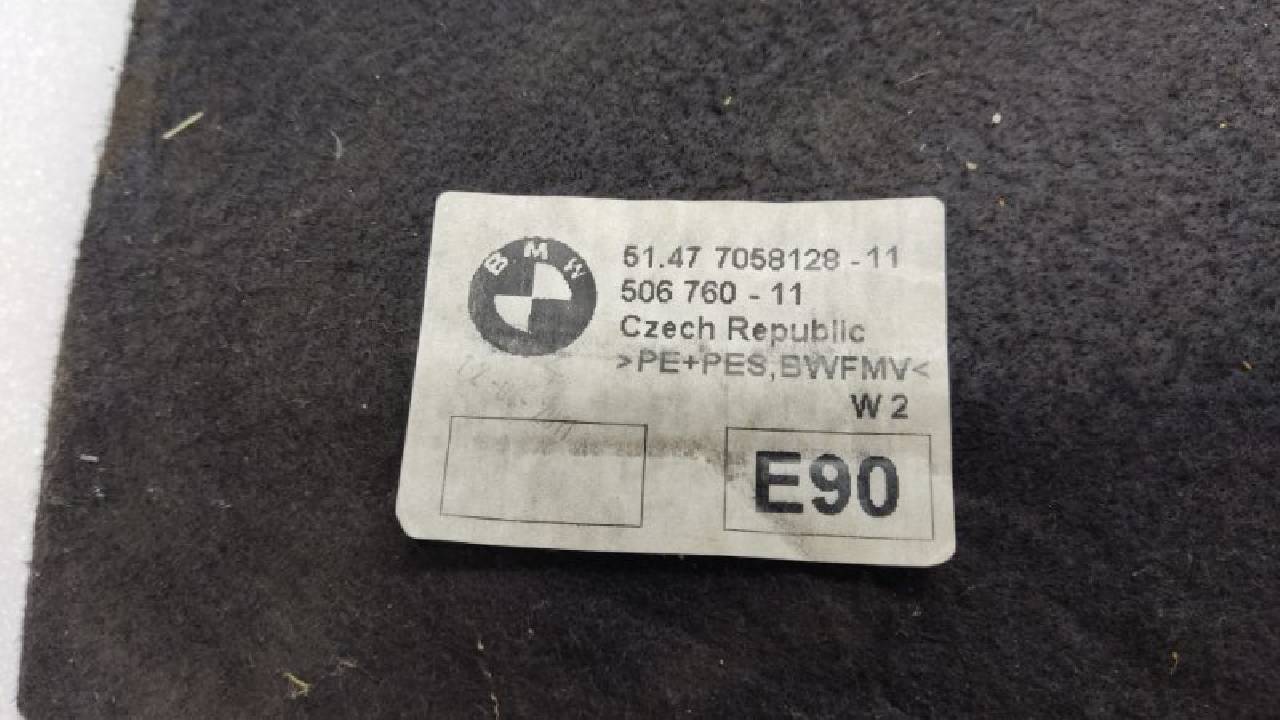 BMW
51.47 7058128 - 11
506 760 - 11
Czech Republic
>PE+PES,BWFMV<
W 2
E90